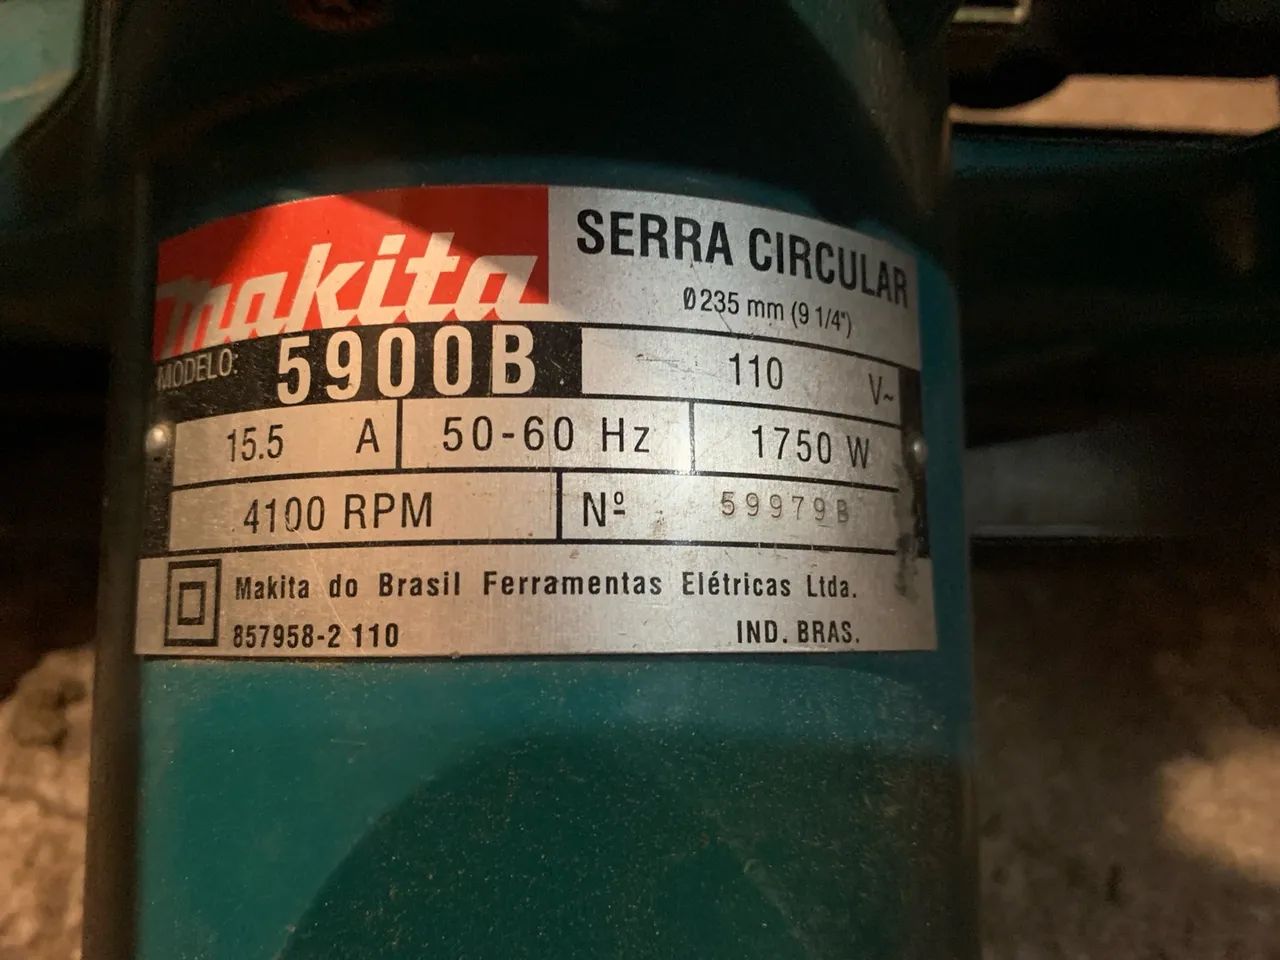 makita
SERRA CIRCULAR
Ø235 mm (9 1/4")
MODELO: 5900B
110 V~
15.5 A 50-60 Hz 1750 W
4100 RPM Nº 59979B
Makita do Brasil Ferramentas Elétricas Ltda.
857958-2 110 IND. BRAS.